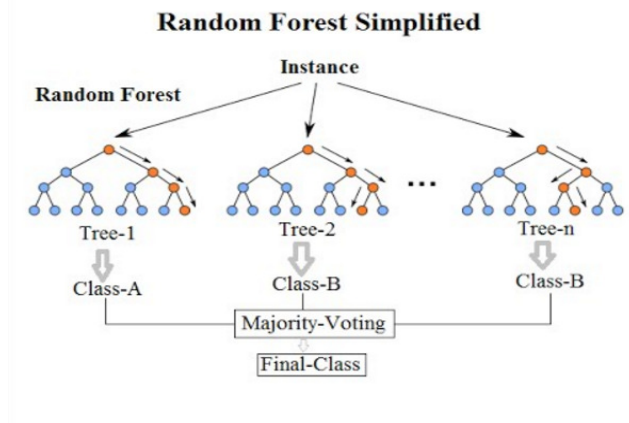 Random Forest Simplified
Instance
Random Forest
...
Tree-1
Tree-2
Tree-n
Class-A
Class-B
Class-B
Majority-Voting
Final-Class